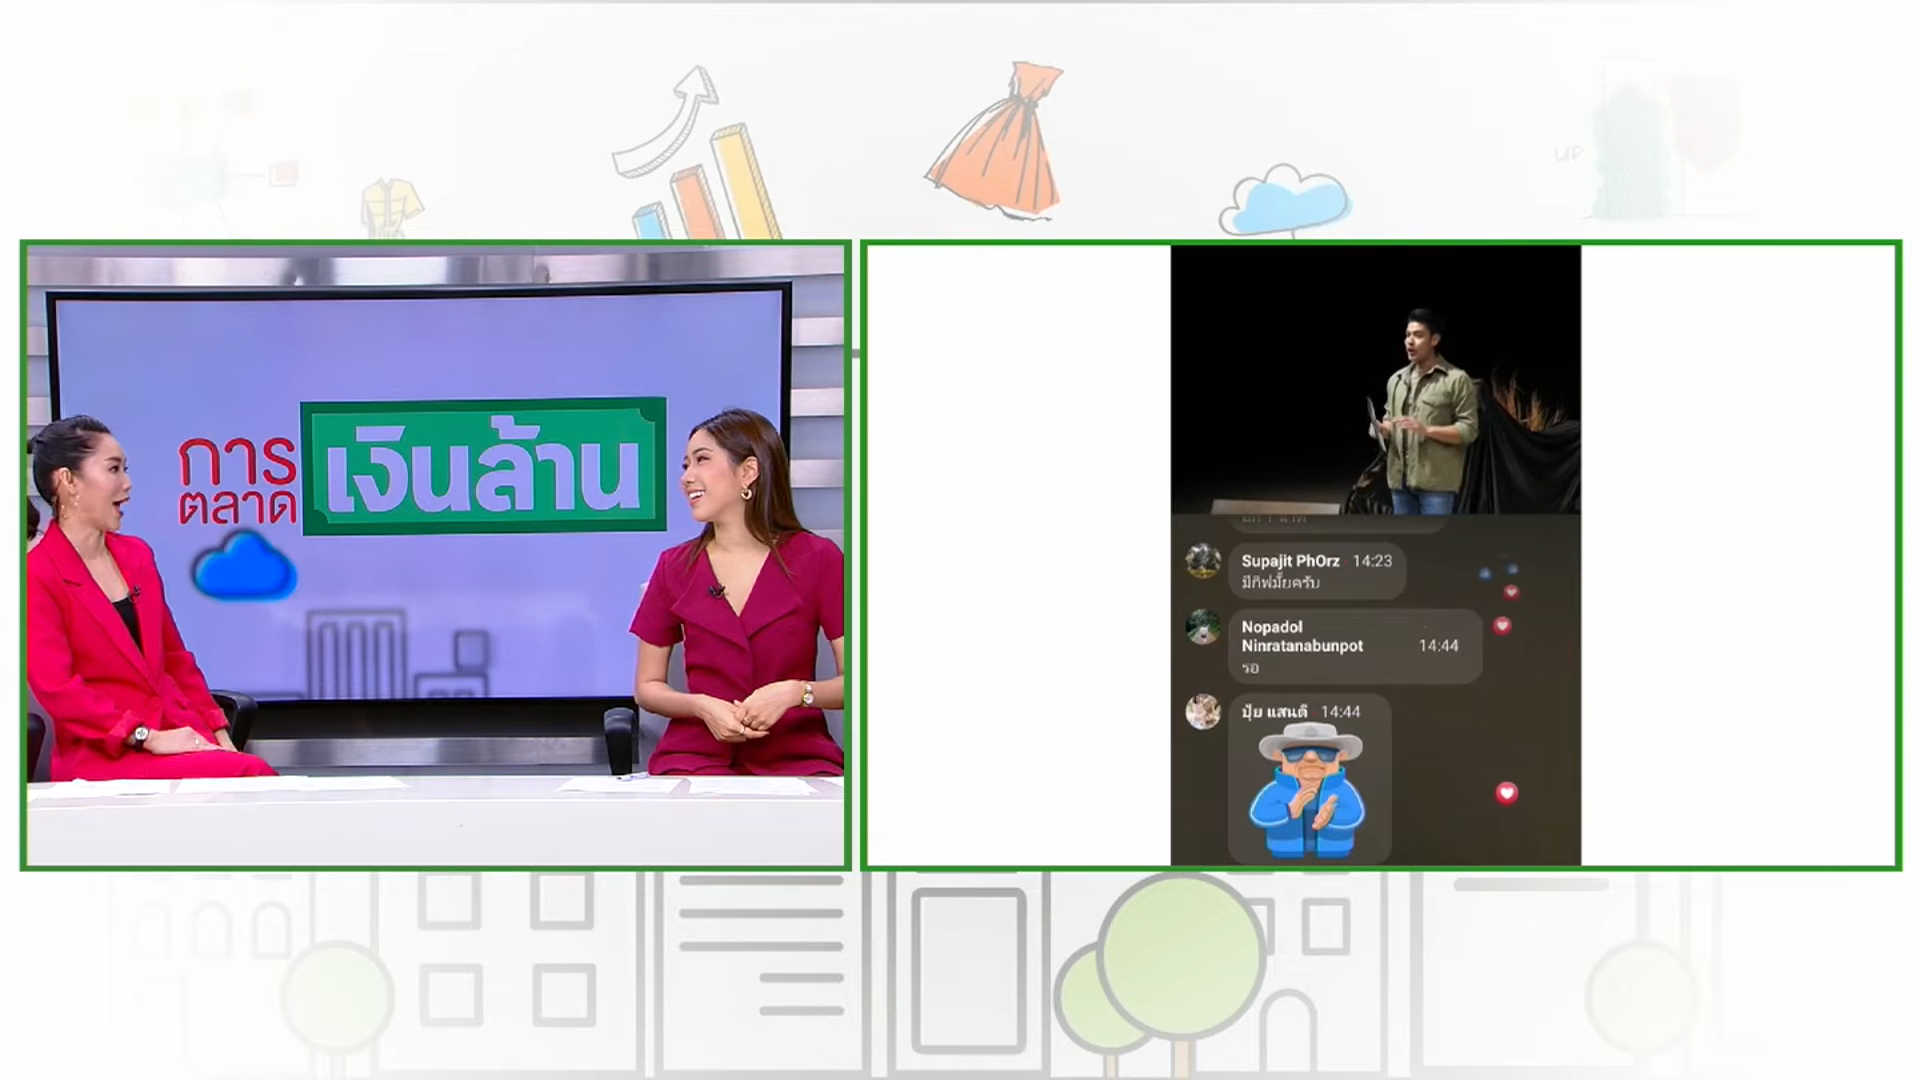 การ
ตลาด
เงินล้าน
UP
Supajit PhOrz 14:23
มีกิฟมั้ยครับ
Nopadol
Ninratanabunpot 14:44
รอ
ปุ้ย แสนดี 14:44